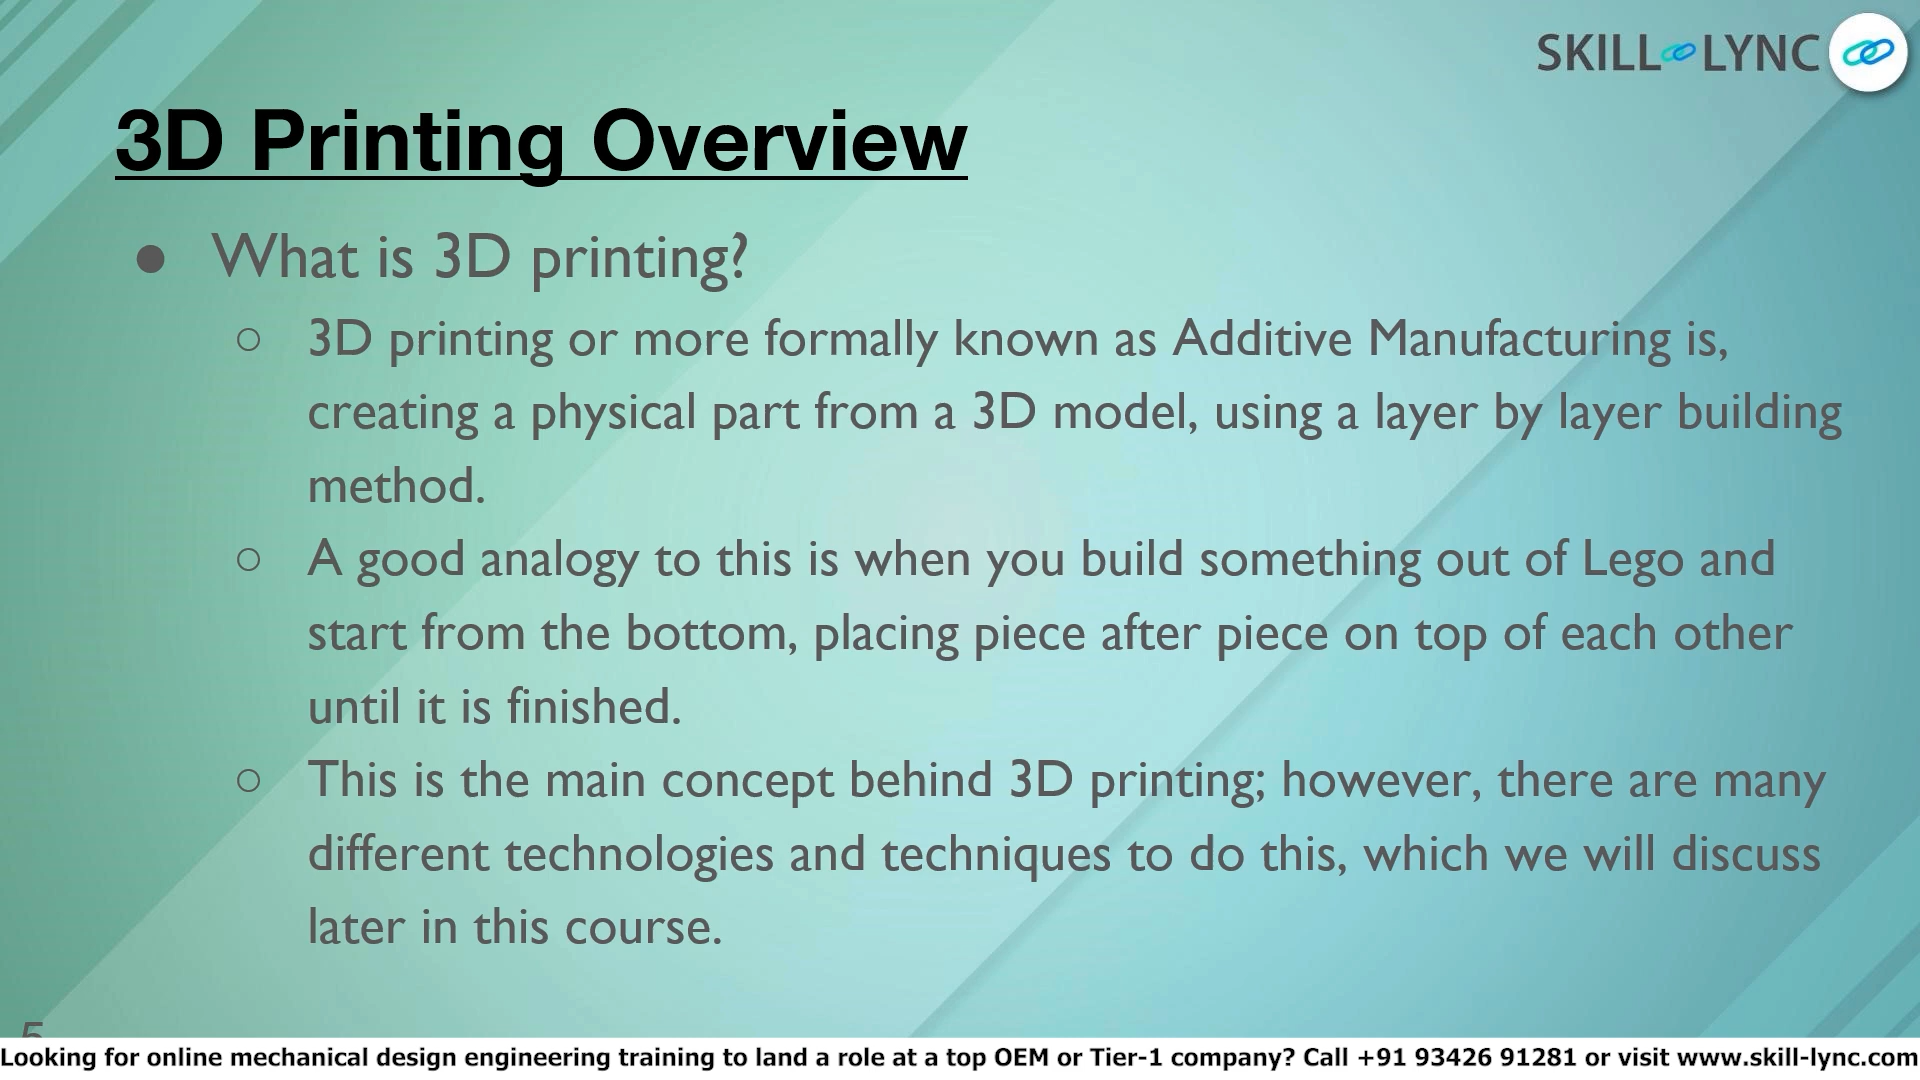 SKILL LYNC
3D Printing Overview
● What is 3D printing?
○ 3D printing or more formally known as Additive Manufacturing is,
creating a physical part from a 3D model, using a layer by layer building
method.
○ A good analogy to this is when you build something out of Lego and
start from the bottom, placing piece after piece on top of each other
until it is finished.
○ This is the main concept behind 3D printing; however, there are many
different technologies and techniques to do this, which we will discuss
later in this course.
5
Looking for online mechanical design engineering training to land a role at a top OEM or Tier-1 company? Call +91 93426 91281 or visit www.skill-lync.com